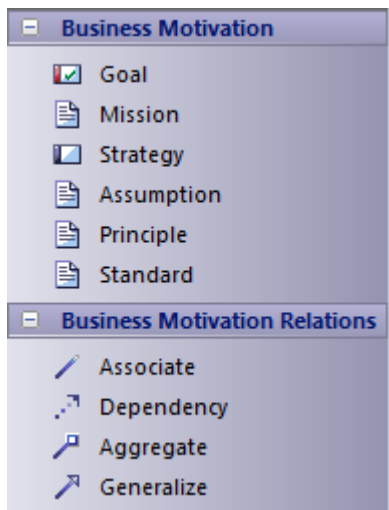 Business Motivation
Goal
Mission
Strategy
Assumption
Principle
Standard
Business Motivation Relations
Associate
Dependency
Aggregate
Generalize